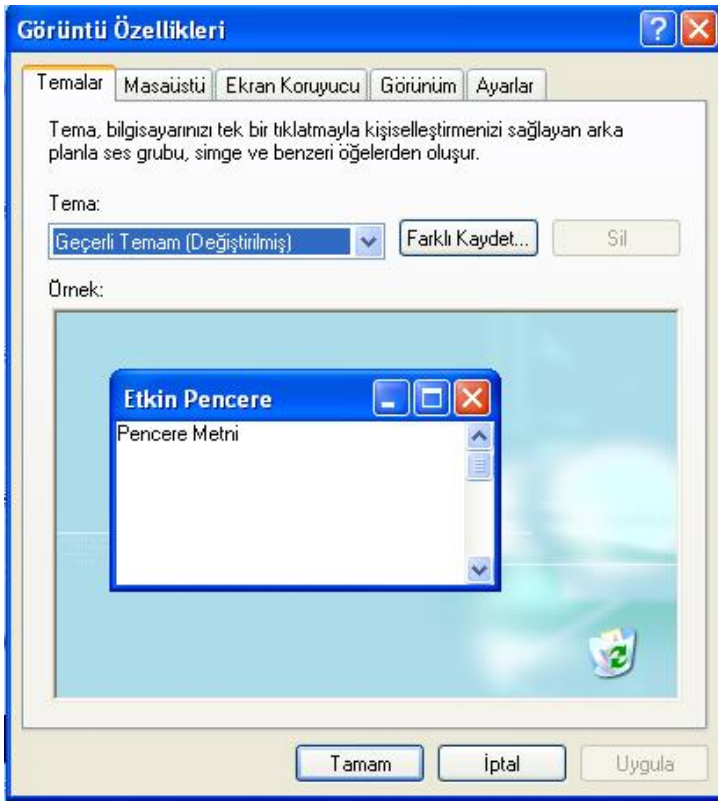 Görüntü Özellikleri
Temalar Masaüstü Ekran Koruyucu Görünüm Ayarlar
Tema, bilgisayarınızı tek bir tıklatmayla kişiselleştirmenizi sağlayan arka
planla ses grubu, simge ve benzeri öğelerden oluşur.
Tema:
Geçerli Temam (Değiştirilmiş) Farklı Kaydet... Sil
Örnek:
Etkin Pencere
Pencere Metni
Tamam İptal Uygula